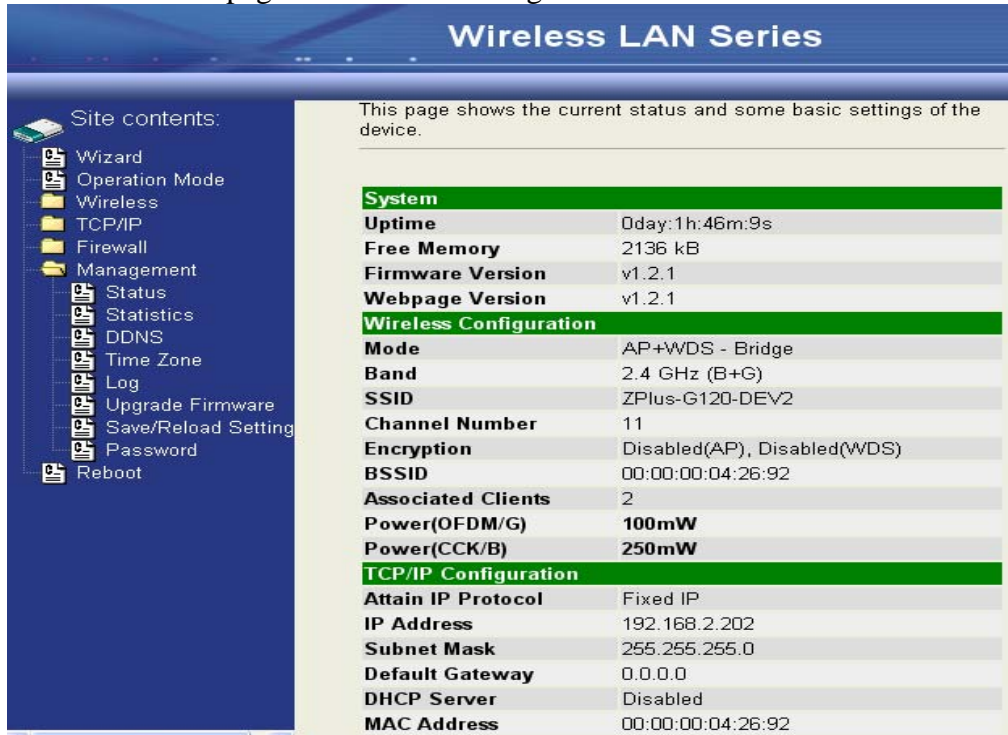 Wireless LAN Series
Site contents:
Wizard
Operation Mode
Wireless
TCP/IP
Firewall
Management
Status
Statistics
DDNS
Time Zone
Log
Upgrade Firmware
Save/Reload Setting
Password
Reboot
This page shows the current status and some basic settings of the
device.
System
Uptime 0day:1h:46m:9s
Free Memory 2136 kB
Firmware Version v1.2.1
Webpage Version v1.2.1
Wireless Configuration
Mode AP+WDS - Bridge
Band 2.4 GHz (B+G)
SSID ZPlus-G120-DEV2
Channel Number 11
Encryption Disabled(AP), Disabled(WDS)
BSSID 00:00:00:04:26:92
Associated Clients 2
Power(OFDM/G) 100mW
Power(CCK/B) 250mW
TCP/IP Configuration
Attain IP Protocol Fixed IP
IP Address 192.168.2.202
Subnet Mask 255.255.255.0
Default Gateway 0.0.0.0
DHCP Server Disabled
MAC Address 00:00:00:04:26:92